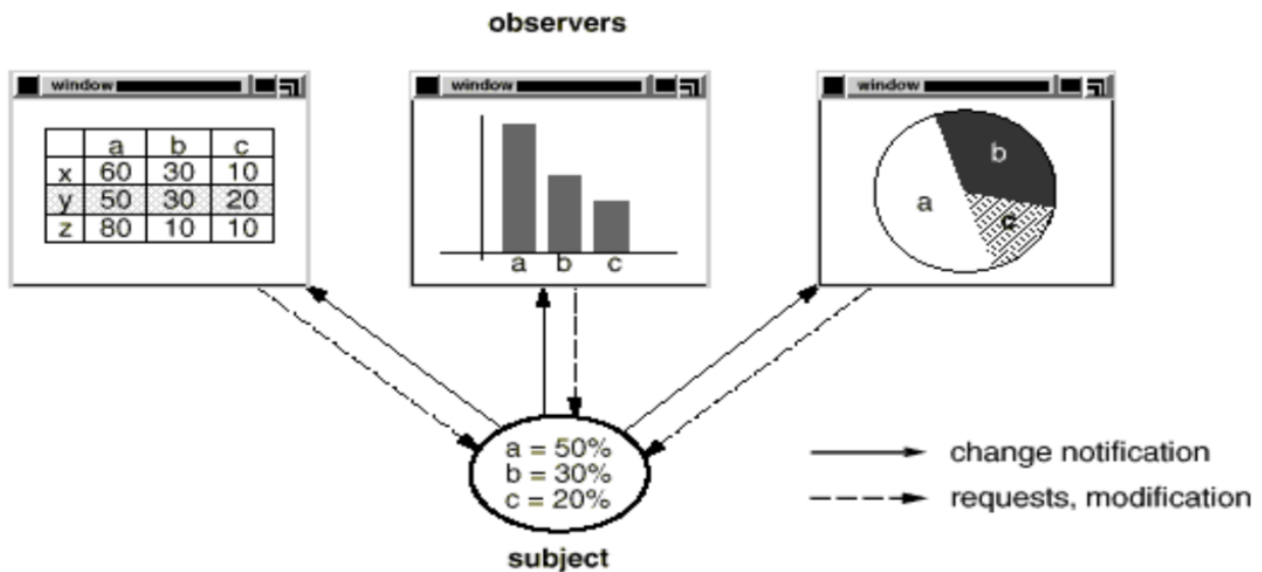 observers
window
window
window
a b c
x 60 30 10
y 50 30 20
z 80 10 10
a b c
a
b
c
a = 50%
b = 30%
c = 20%
subject
change notification
requests, modification